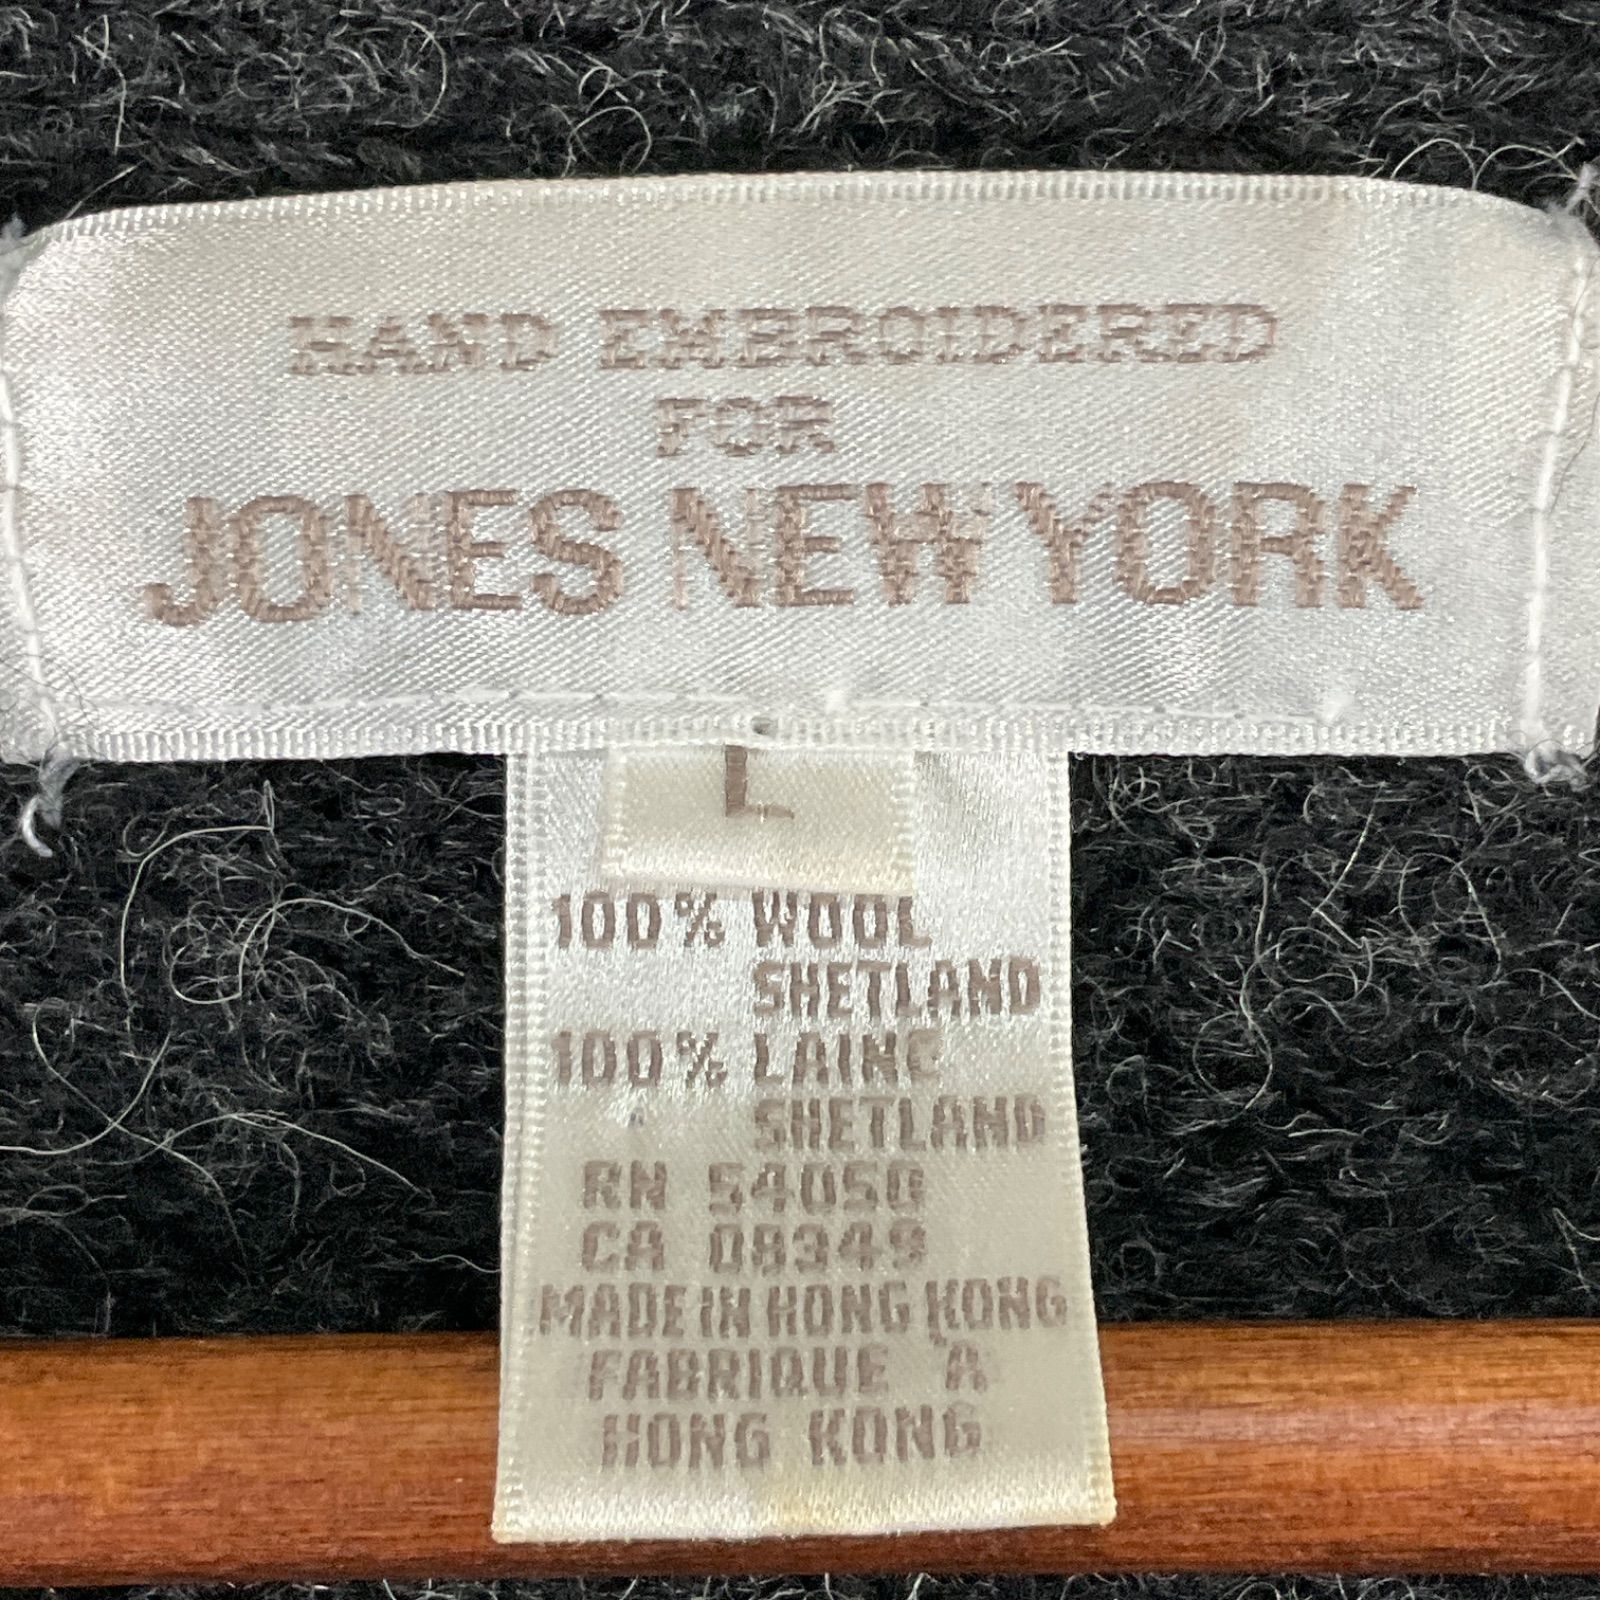 HAND EMBROIDERED
FOR
JONES NEW YORK
L
100% WOOL
SHETLAND
100% LAINE
SHETLAND
RN 54050
CA 08349
MADE IN HONG KONG
FABRIQUE 'A
HONG KONG